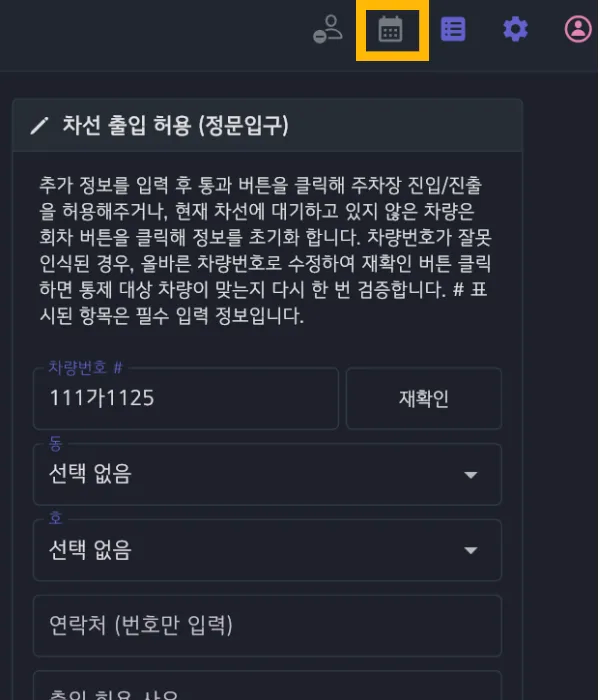 차선 출입 허용 (정문입구)
추가 정보를 입력 후 통과 버튼을 클릭해 주차장 진입/진출
을 허용해주거나, 현재 차선에 대기하고 있지 않은 차량은
회차 버튼을 클릭해 정보를 초기화 합니다. 차량번호가 잘못
인식된 경우, 올바른 차량번호로 수정하여 재확인 버튼 클릭
하면 통제 대상 차량이 맞는지 다시 한 번 검증합니다. # 표
시된 항목은 필수 입력 정보입니다.
차량번호 #
111가1125
재확인
동
선택 없음
호
선택 없음
연락처 (번호만 입력)
출입 허용 사유